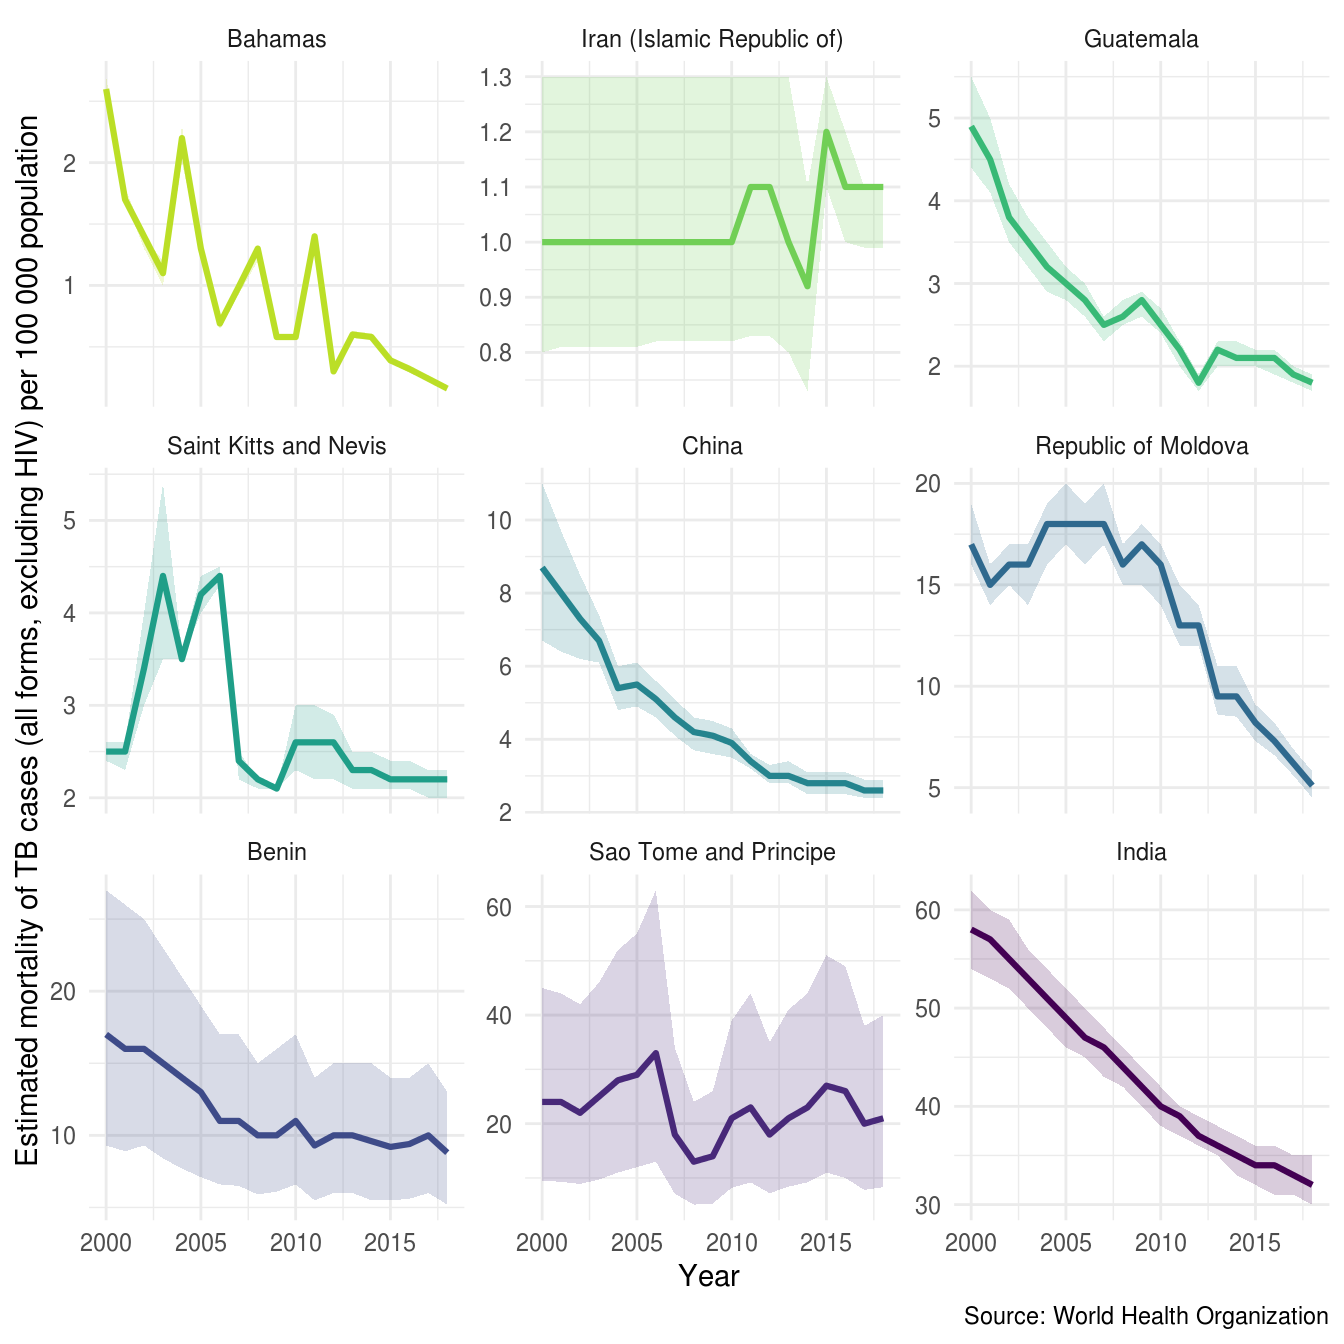 Bahamas
Iran (Islamic Republic of)
Guatemala
2
1
1.3
1.2
1.1
1.0
0.9
0.8
5
4
3
2
Saint Kitts and Nevis
China
Republic of Moldova
5
4
3
2
10
8
6
4
2
20
15
10
5
Benin
Sao Tome and Principe
India
20
10
60
40
20
60
50
40
30
2000 2005 2010 2015
2000 2005 2010 2015
2000 2005 2010 2015
Year
Estimated mortality of TB cases (all forms, excluding HIV) per 100 000 population
Source: World Health Organization